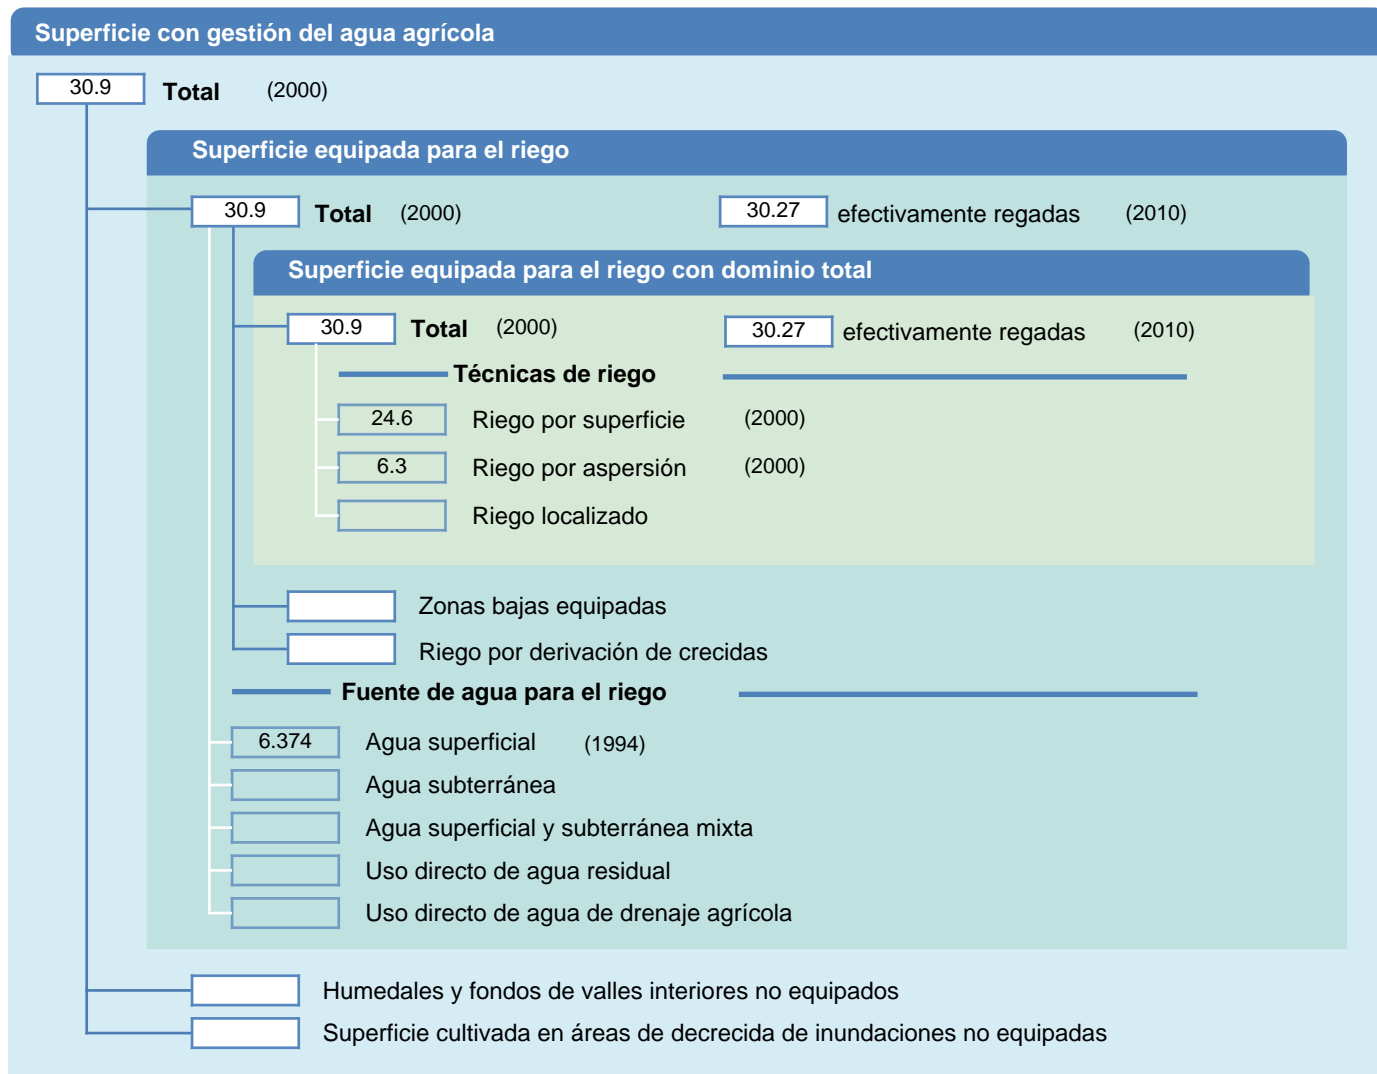 Superficie con gestión del agua agrícola
30.9 Total (2000)
Superficie equipada para el riego
30.9 Total (2000) 30.27 efectivamente regadas (2010)
Superficie equipada para el riego con dominio total
30.9 Total (2000) 30.27 efectivamente regadas (2010)
Técnicas de riego
24.6 Riego por superficie (2000)
6.3 Riego por aspersión (2000)
Riego localizado
Zonas bajas equipadas
Riego por derivación de crecidas
Fuente de agua para el riego
6.374 Agua superficial (1994)
Agua subterránea
Agua superficial y subterránea mixta
Uso directo de agua residual
Uso directo de agua de drenaje agrícola
Humedales y fondos de valles interiores no equipados
Superficie cultivada en áreas de decrecida de inundaciones no equipadas